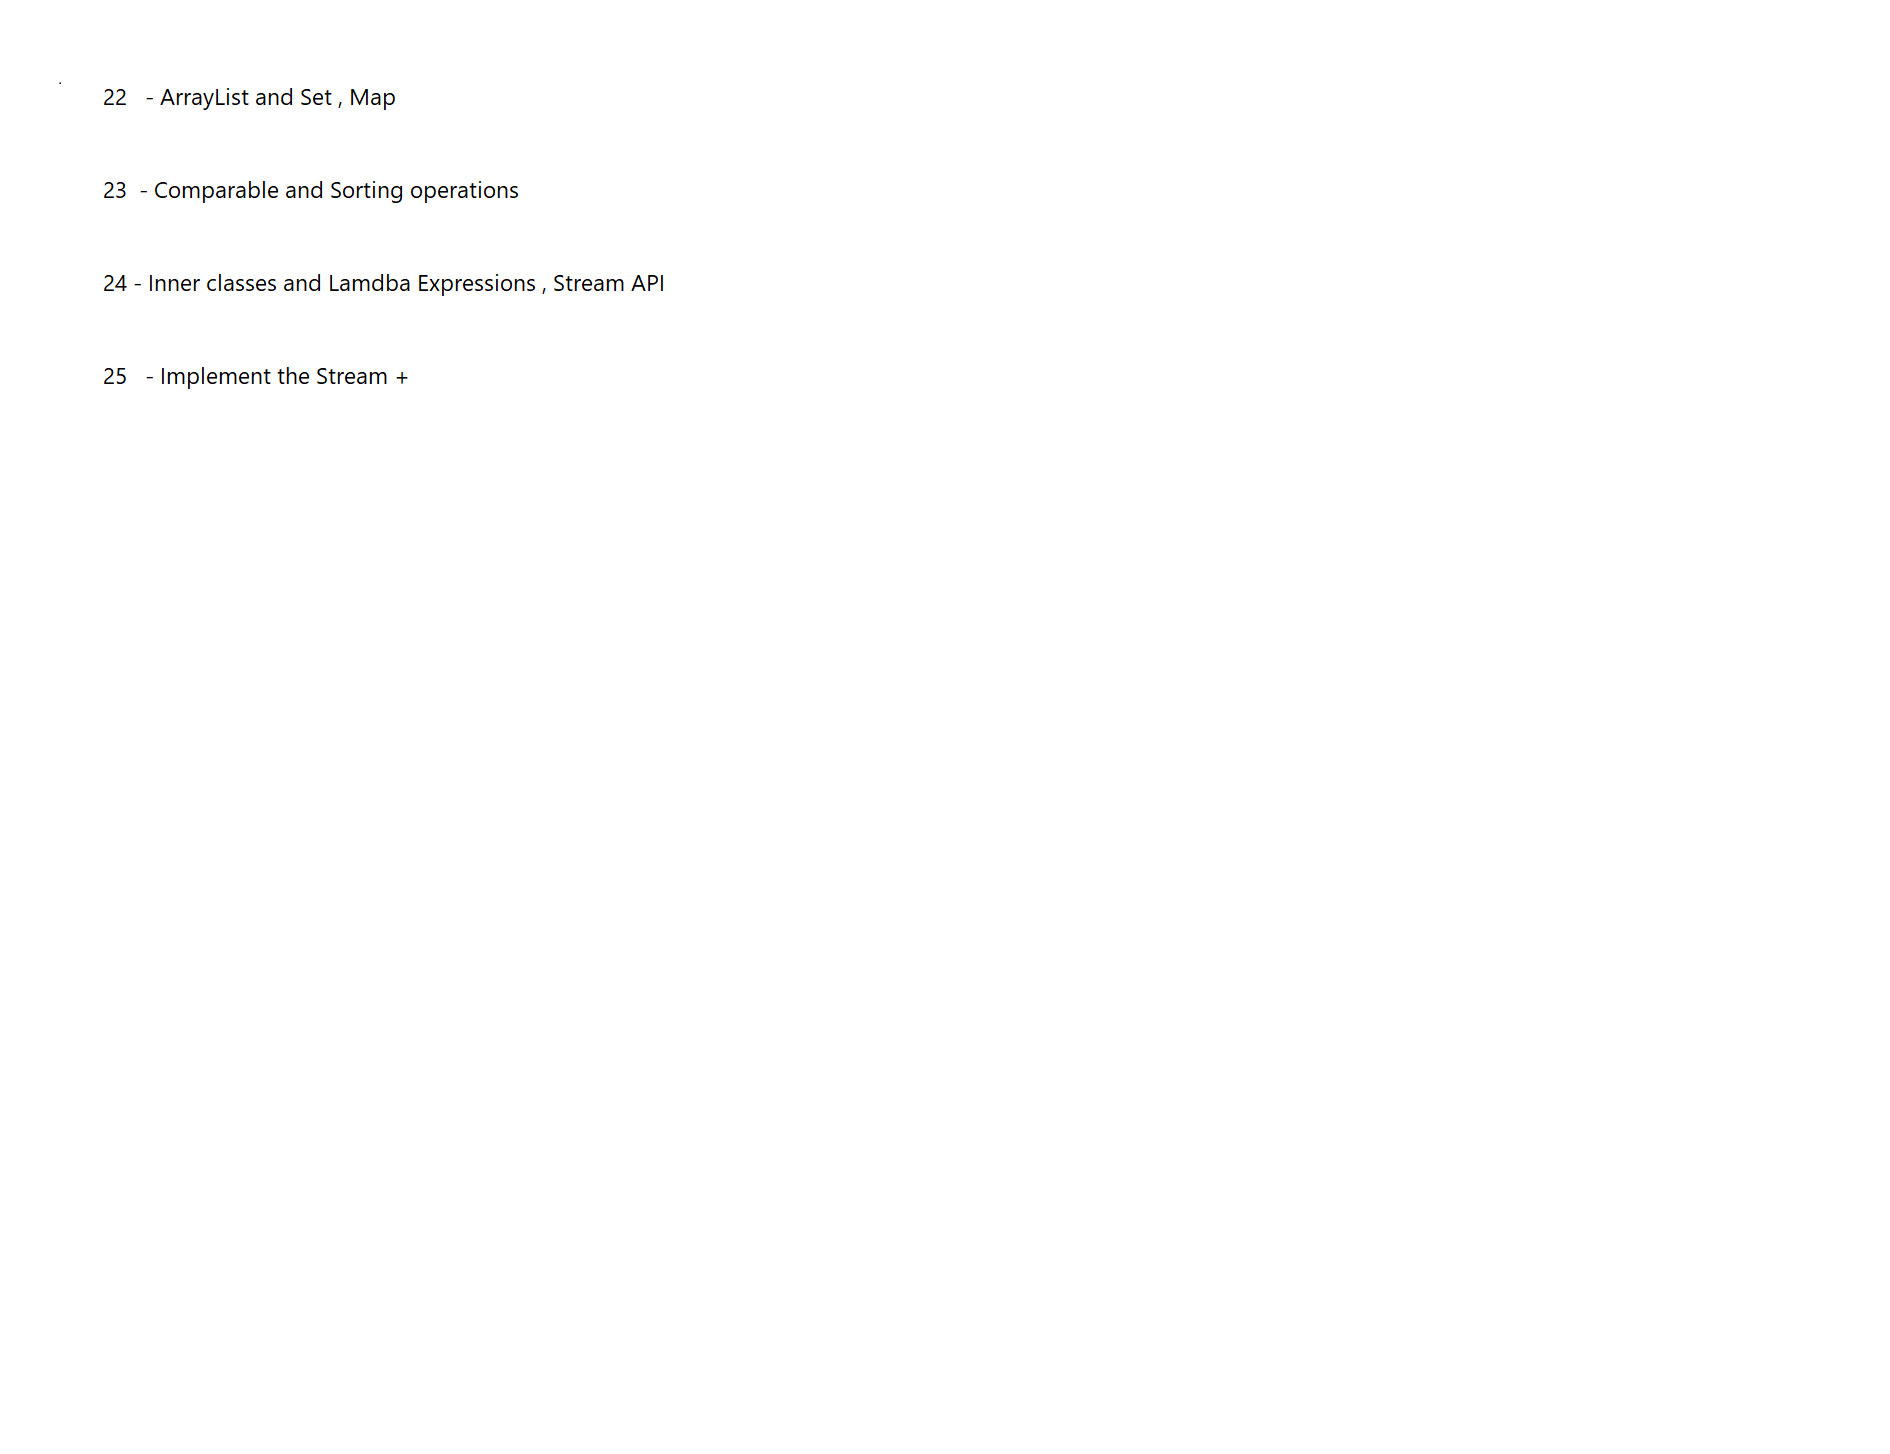 22 - ArrayList and Set , Map
23 - Comparable and Sorting operations
24 - Inner classes and Lamdba Expressions , Stream API
25 - Implement the Stream +